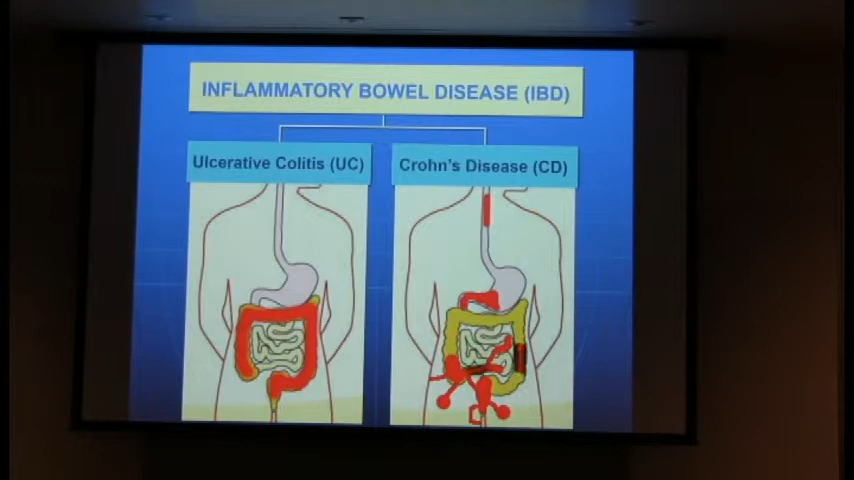 INFLAMMATORY BOWEL DISEASE (IBD)
Ulcerative Colitis (UC)
Crohn's Disease (CD)